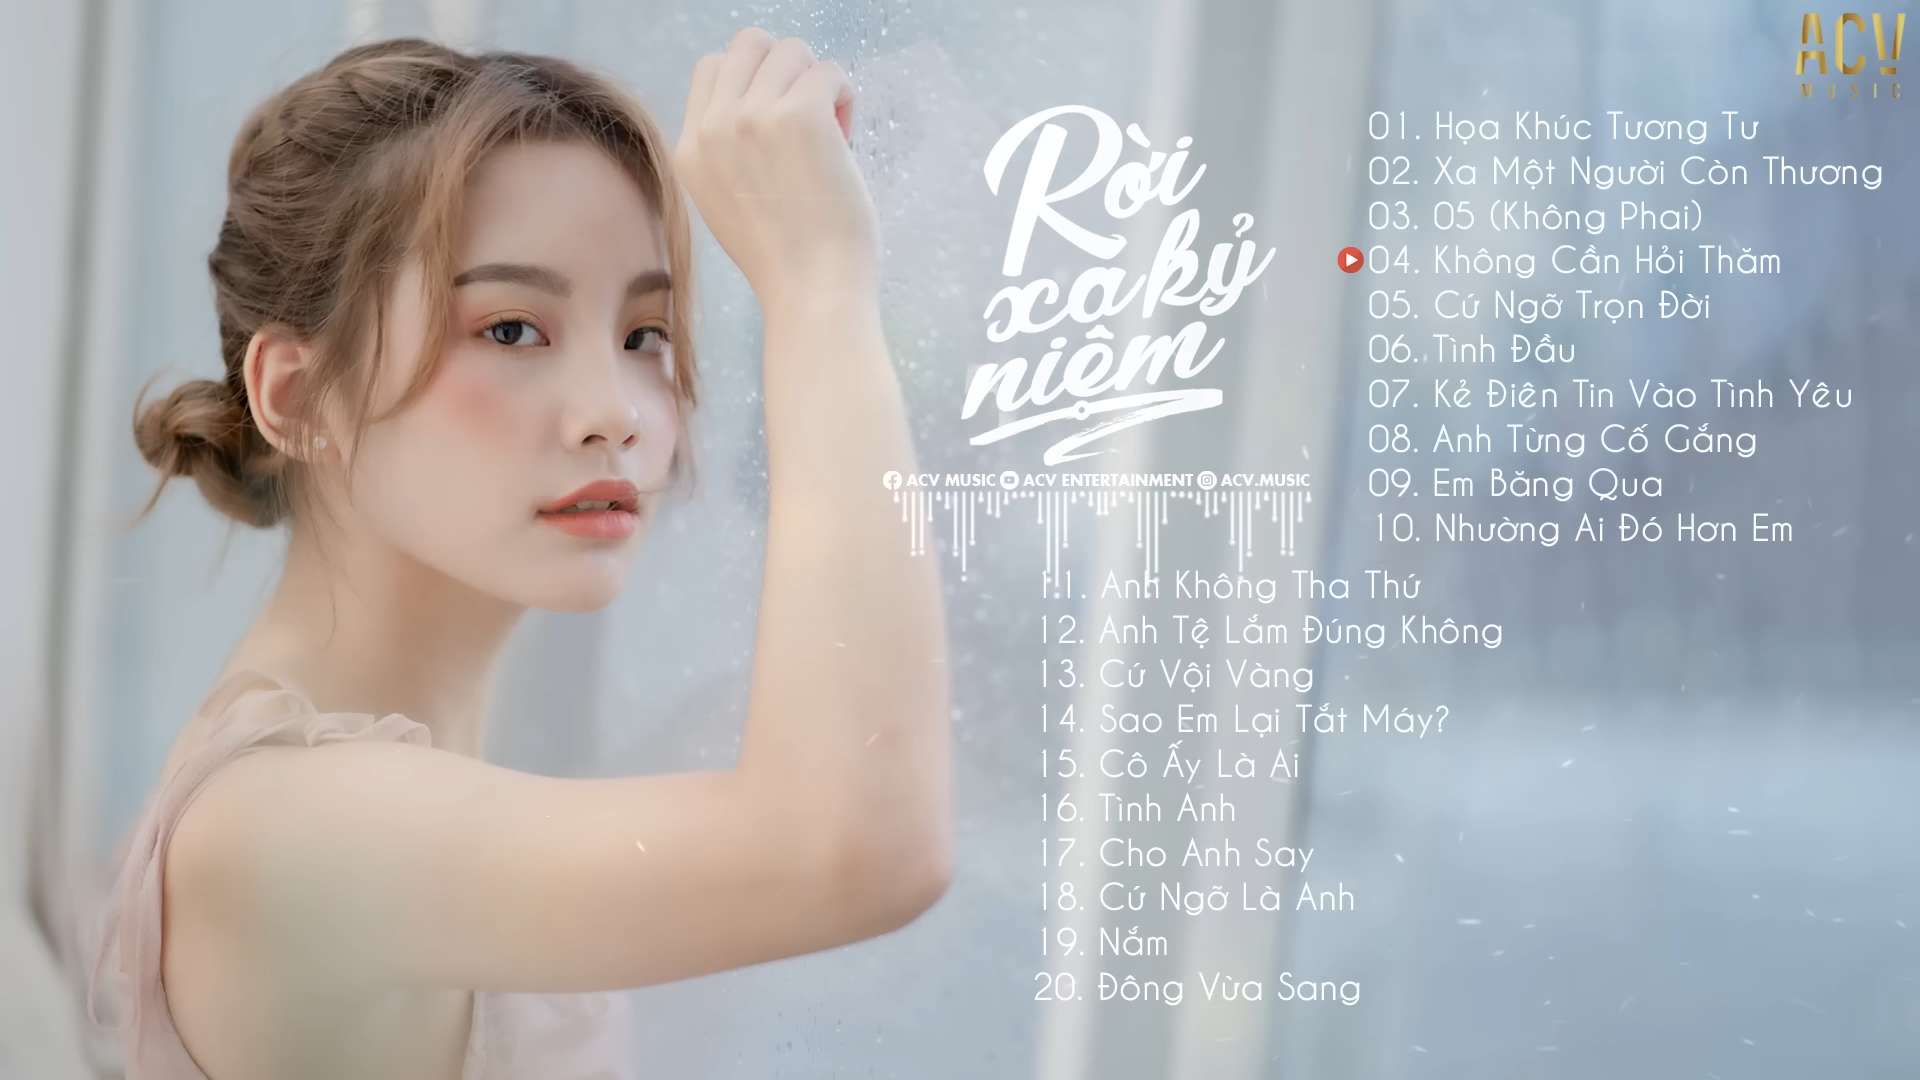 ACV
MUSIC
Rời
xa kỷ
niệm
ACV MUSIC ACV ENTERTAINMENT ACV.MUSIC
01. Họa Khúc Tương Tư
02. Xa Một Người Còn Thương
03. 05 (Không Phai)
04. Không Cần Hỏi Thăm
05. Cứ Ngỡ Trọn Đời
06. Tình Đầu
07. Kẻ Điên Tin Vào Tình Yêu
08. Anh Từng Cố Gắng
09. Em Băng Qua
10. Nhường Ai Đó Hơn Em
11. Anh Không Tha Thứ
12. Anh Tệ Lắm Đúng Không
13. Cứ Vội Vàng
14. Sao Em Lại Tắt Máy?
15. Cô Ấy Là Ai
16. Tình Anh
17. Cho Anh Say
18. Cứ Ngỡ Là Anh
19. Nắm
20. Đông Vừa Sang